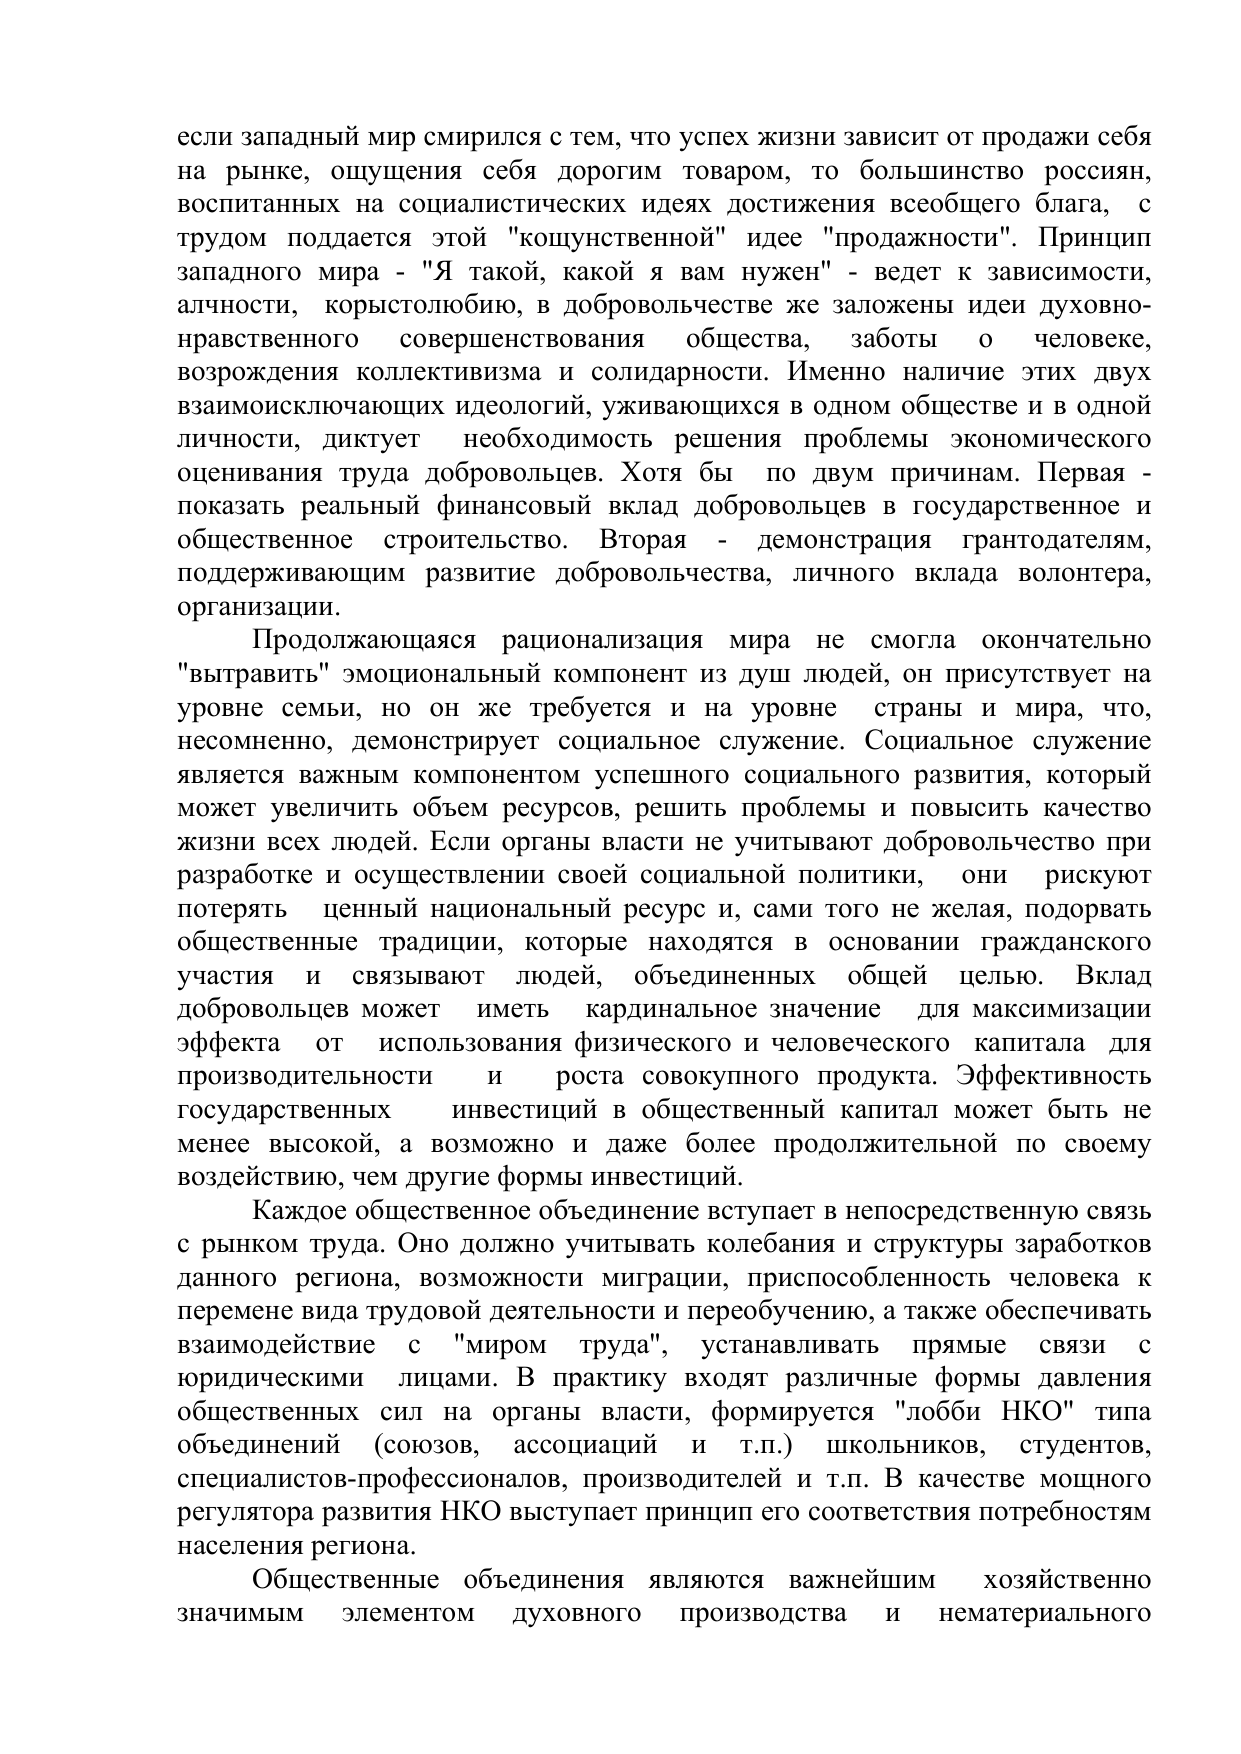 если западный мир смирился с тем, что успех жизни зависит от продажи себя
на рынке, ощущения себя дорогим товаром, то большинство россиян,
воспитанных на социалистических идеях достижения всеобщего блага, с
трудом поддается этой "кощунственной" идее "продажности". Принцип
западного мира - "Я такой, какой я вам нужен" - ведет к зависимости,
алчности, корыстолюбию, в добровольчестве же заложены идеи духовно-
нравственного совершенствования общества, заботы о человеке,
возрождения коллективизма и солидарности. Именно наличие этих двух
взаимоисключающих идеологий, уживающихся в одном обществе и в одной
личности, диктует необходимость решения проблемы экономического
оценивания труда добровольцев. Хотя бы по двум причинам. Первая -
показать реальный финансовый вклад добровольцев в государственное и
общественное строительство. Вторая - демонстрация грантодателям,
поддерживающим развитие добровольчества, личного вклада волонтера,
организации.
Продолжающаяся рационализация мира не смогла окончательно
"вытравить" эмоциональный компонент из душ людей, он присутствует на
уровне семьи, но он же требуется и на уровне страны и мира, что,
несомненно, демонстрирует социальное служение. Социальное служение
является важным компонентом успешного социального развития, который
может увеличить объем ресурсов, решить проблемы и повысить качество
жизни всех людей. Если органы власти не учитывают добровольчество при
разработке и осуществлении своей социальной политики, они рискуют
потерять ценный национальный ресурс и, сами того не желая, подорвать
общественные традиции, которые находятся в основании гражданского
участия и связывают людей, объединенных общей целью. Вклад
добровольцев может иметь кардинальное значение для максимизации
эффекта от использования физического и человеческого капитала для
производительности и роста совокупного продукта. Эффективность
государственных инвестиций в общественный капитал может быть не
менее высокой, а возможно и даже более продолжительной по своему
воздействию, чем другие формы инвестиций.
Каждое общественное объединение вступает в непосредственную связь
с рынком труда. Оно должно учитывать колебания и структуры заработков
данного региона, возможности миграции, приспособленность человека к
перемене вида трудовой деятельности и переобучению, а также обеспечивать
взаимодействие с "миром труда", устанавливать прямые связи с
юридическими лицами. В практику входят различные формы давления
общественных сил на органы власти, формируется "лобби НКО" типа
объединений (союзов, ассоциаций и т.п.) школьников, студентов,
специалистов-профессионалов, производителей и т.п. В качестве мощного
регулятора развития НКО выступает принцип его соответствия потребностям
населения региона.
Общественные объединения являются важнейшим хозяйственно
значимым элементом духовного производства и нематериального